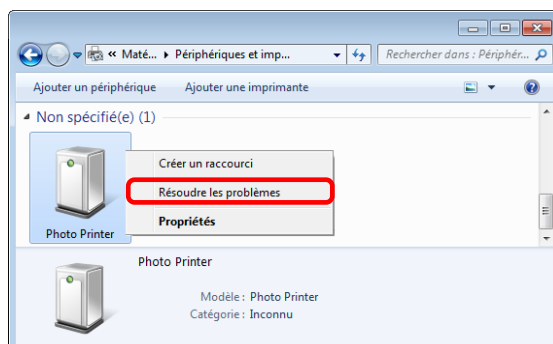 « Maté... ▸ Périphériques et imp...
Rechercher dans : Périphér...
Ajouter un périphérique Ajouter une imprimante
Non spécifié(e) (1)
Créer un raccourci
Résoudre les problèmes
Propriétés
Photo Printer
Photo Printer
Modèle : Photo Printer
Catégorie : Inconnu